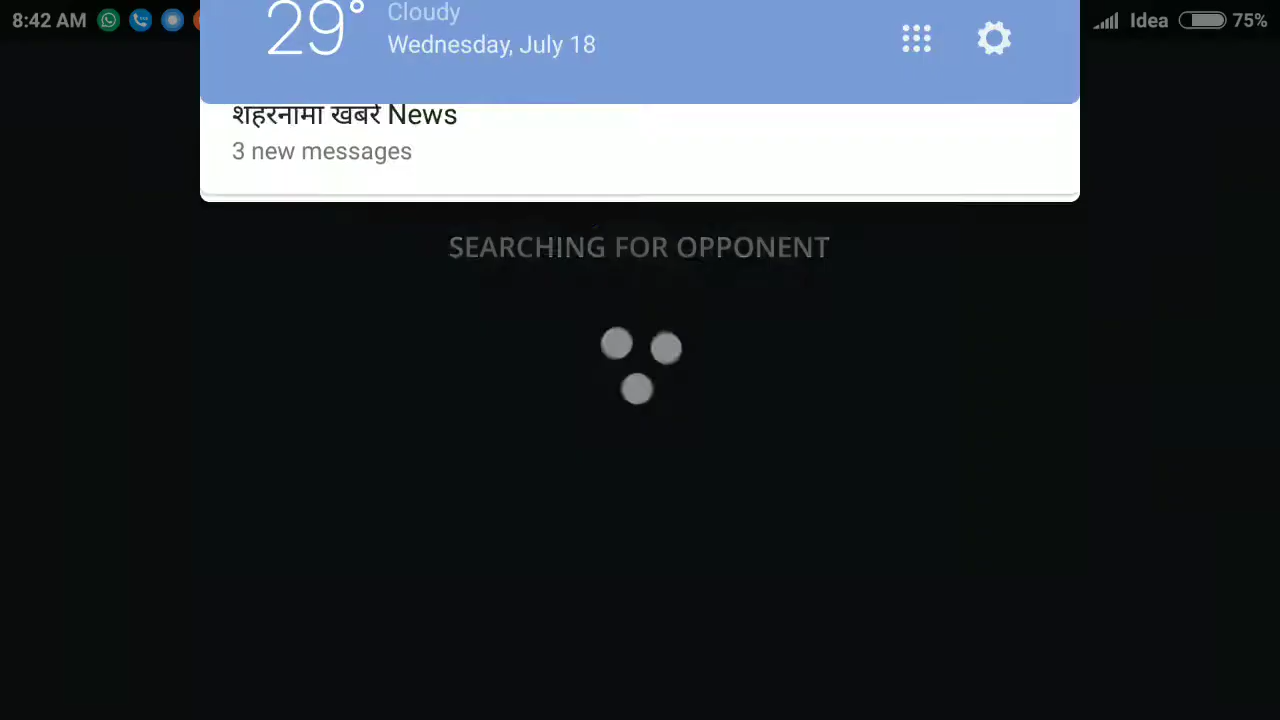 8:42 AM
Idea 75%
29°
Cloudy
Wednesday, July 18
शहरनामा खबरे News
3 new messages
SEARCHING FOR OPPONENT